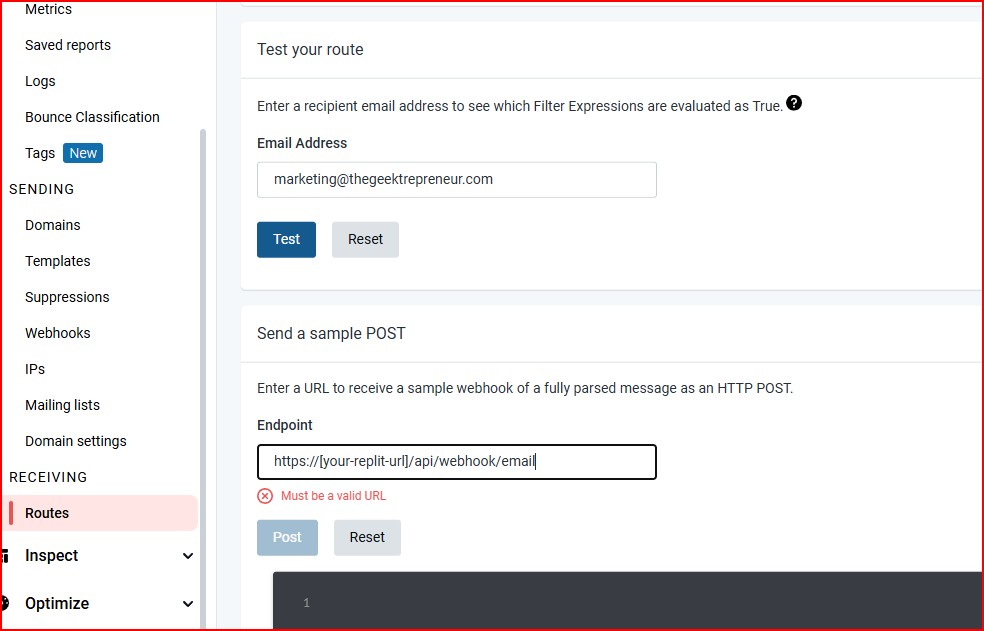 Metrics
Saved reports
Logs
Bounce Classification
Tags New
SENDING
Domains
Templates
Suppressions
Webhooks
IPs
Mailing lists
Domain settings
RECEIVING
Routes
Inspect
Optimize
Test your route
Enter a recipient email address to see which Filter Expressions are evaluated as True. ?
Email Address
marketing@thegeektrepreneur.com
Test Reset
Send a sample POST
Enter a URL to receive a sample webhook of a fully parsed message as an HTTP POST.
Endpoint
https://[your-replit-url]/api/webhook/email
Must be a valid URL
Post Reset
1